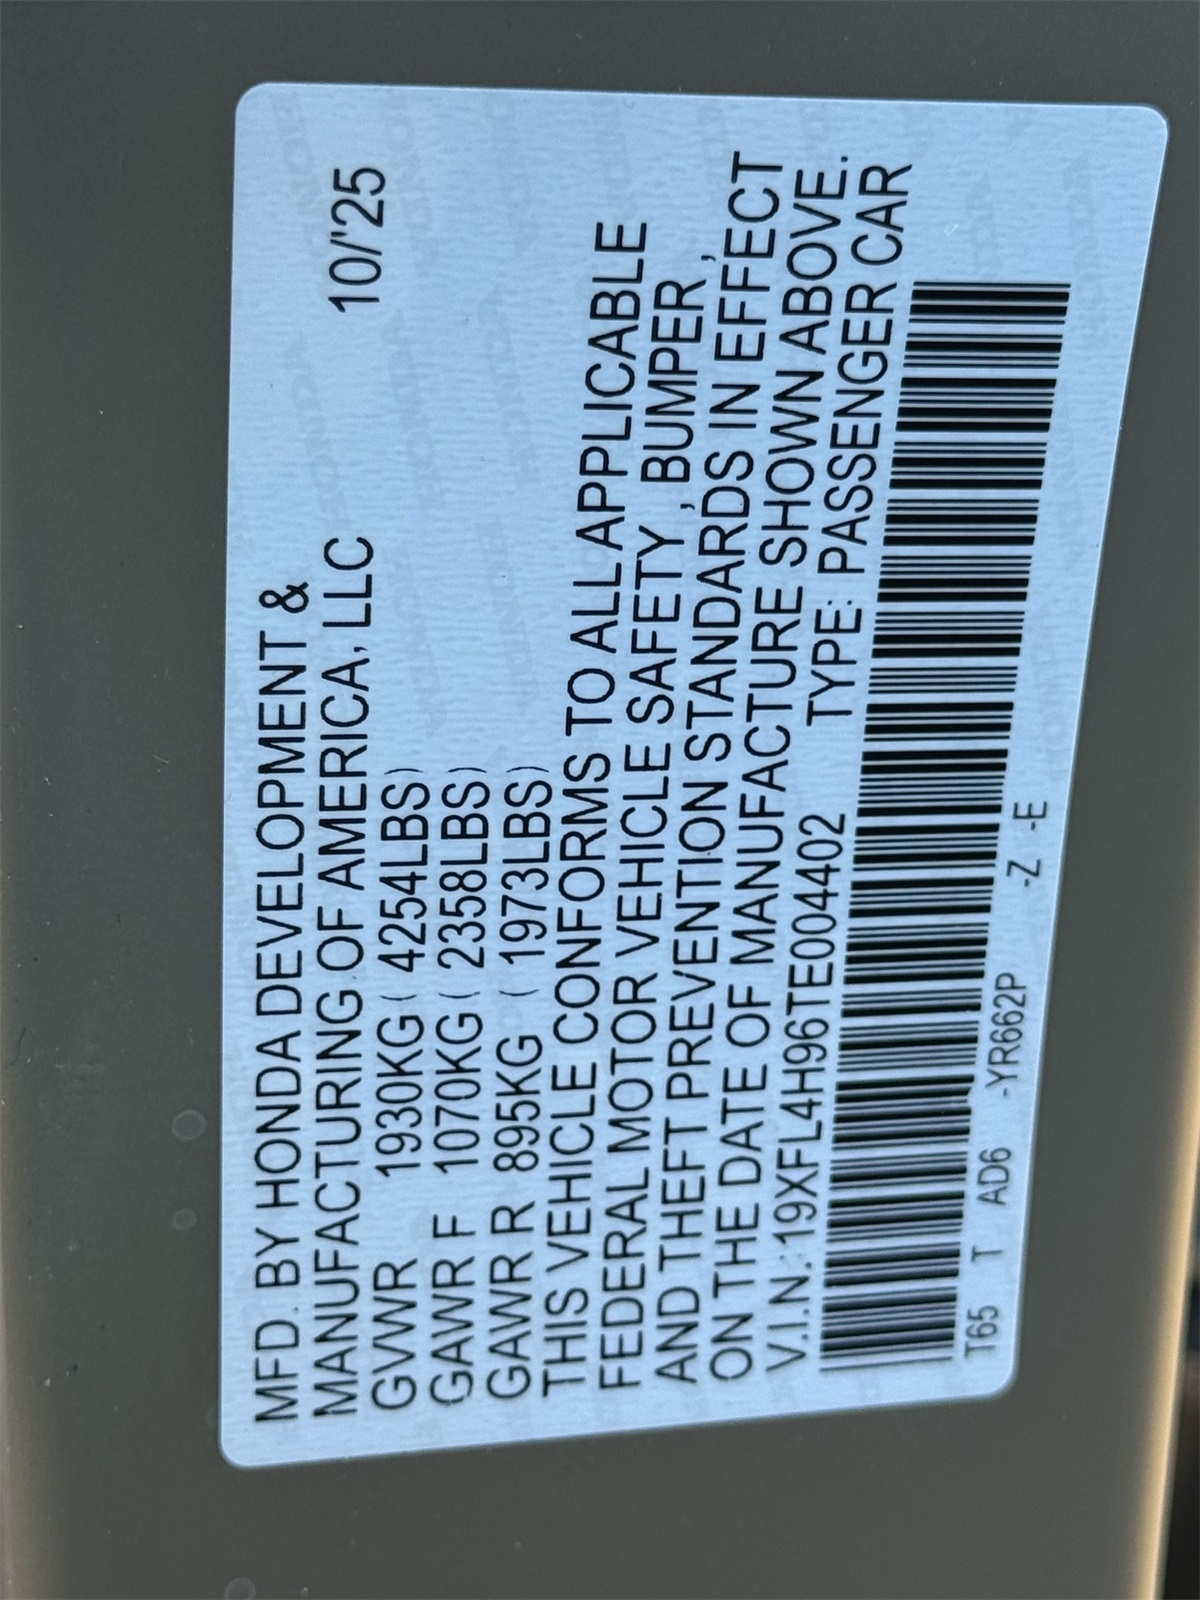 MFD. BY HONDA DEVELOPMENT &
MANUFACTURING OF AMERICA, LLC 10/'25
GVWR 1930KG ( 4254LBS)
GAWR F 1070KG ( 2358LBS)
GAWR R 895KG ( 1973LBS)
THIS VEHICLE CONFORMS TO ALL APPLICABLE
FEDERAL MOTOR VEHICLE SAFETY , BUMPER ,
AND THEFT PREVENTION STANDARDS IN EFFECT
ON THE DATE OF MANUFACTURE SHOWN ABOVE.
V.I.N.:19XFL4H96TE004402 TYPE: PASSENGER CAR
T65 T AD6 -YR662P -Z -E